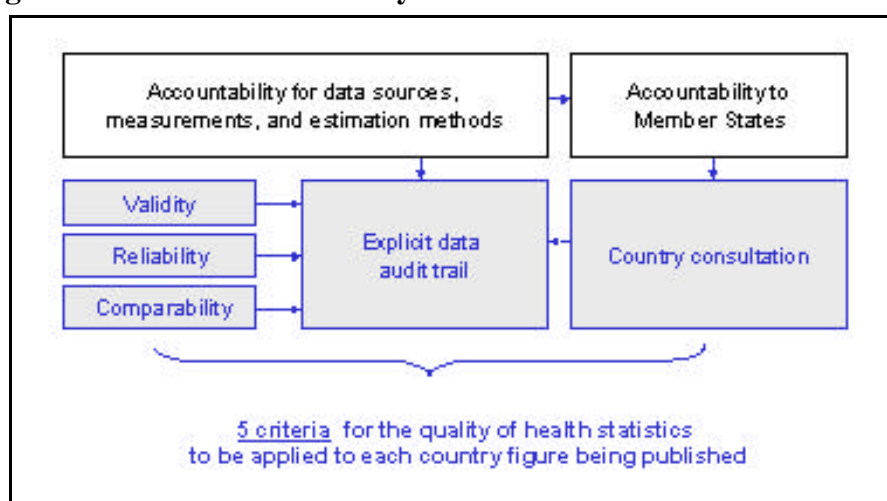 Accountability for data sources,
measurements, and estimation methods
Accountability to
Member States
Validity
Reliability
Comparability
Explicit data
audit trail
Country consultation
5 criteria for the quality of health statistics
to be applied to each country figure being published